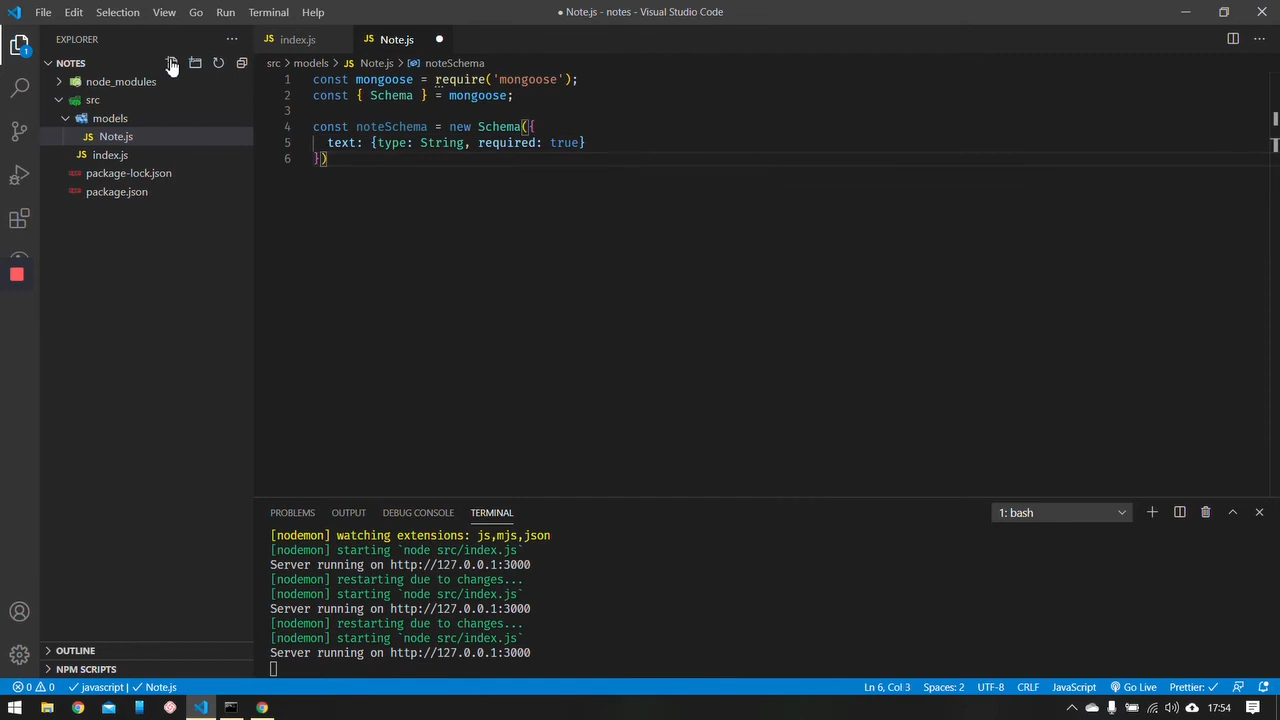 File Edit Selection View Go Run Terminal Help
● Note.js - notes - Visual Studio Code
EXPLORER
NOTES
node_modules
src
models
JS Note.js
JS index.js
package-lock.json
package.json
OUTLINE
NPM SCRIPTS
1
JS index.js
JS Note.js ●
src > models > JS Note.js > noteSchema
1 const mongoose = require('mongoose');
2 const { Schema } = mongoose;
3
4 const noteSchema = new Schema({
5 text: {type: String, required: true}
6 })
PROBLEMS OUTPUT DEBUG CONSOLE TERMINAL
1: bash
[nodemon] watching extensions: js,mjs,json
[nodemon] starting `node src/index.js`
Server running on http://127.0.0.1:3000
[nodemon] restarting due to changes...
[nodemon] starting `node src/index.js`
Server running on http://127.0.0.1:3000
[nodemon] restarting due to changes...
[nodemon] starting `node src/index.js`
Server running on http://127.0.0.1:3000
0 0 javascript | Note.js
Ln 6, Col 3 Spaces: 2 UTF-8 CRLF JavaScript Go Live Prettier: ✓
17:54